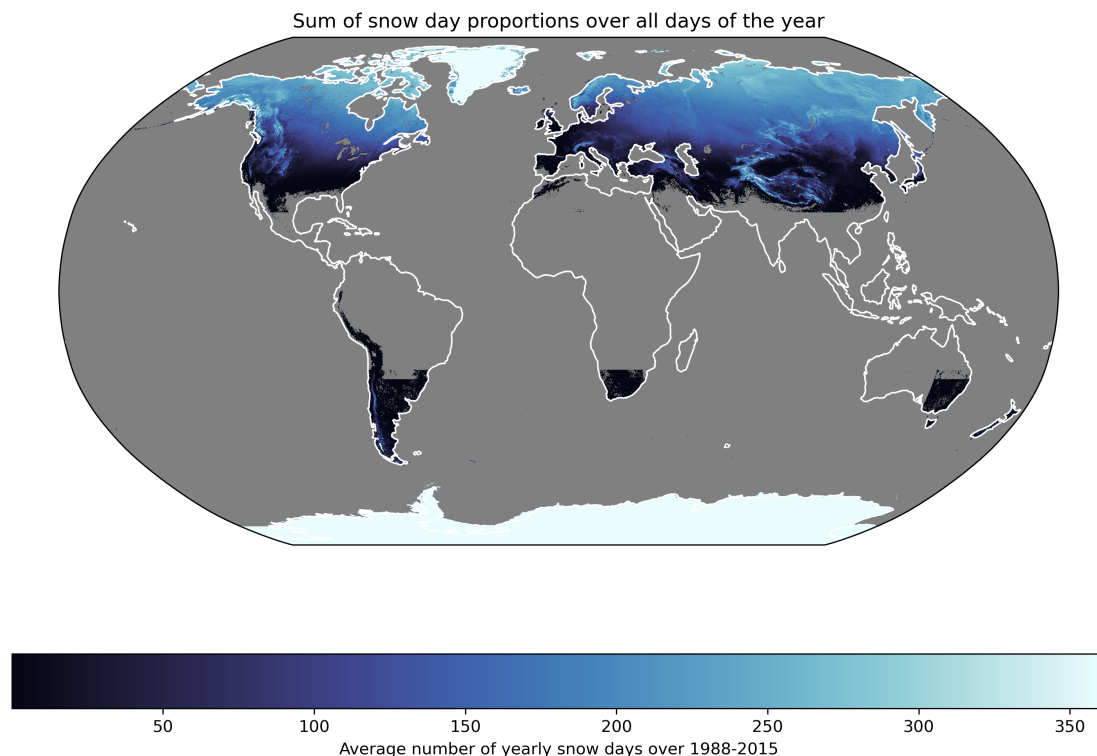 Sum of snow day proportions over all days of the year
50 100 150 200 250 300 350
Average number of yearly snow days over 1988-2015